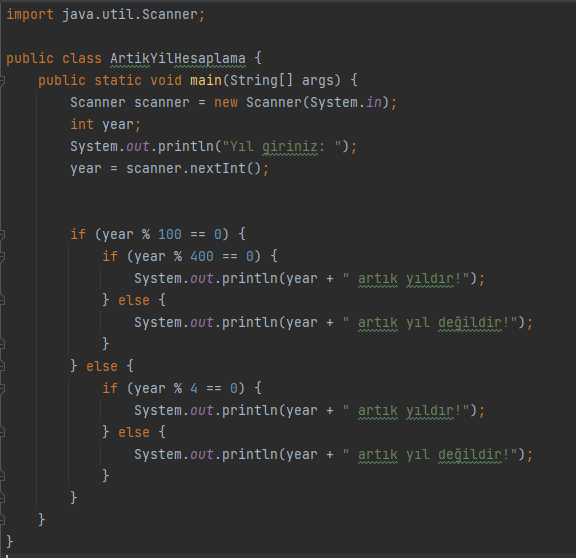 import java.util.Scanner;
public class ArtikYilHesaplama {
public static void main(String[] args) {
Scanner scanner = new Scanner(System.in);
int year;
System.out.println("Yıl giriniz: ");
year = scanner.nextInt();
if (year % 100 == 0) {
if (year % 400 == 0) {
System.out.println(year + " artık yıldır!");
} else {
System.out.println(year + " artık yıl değildir!");
}
} else {
if (year % 4 == 0) {
System.out.println(year + " artık yıldır!");
} else {
System.out.println(year + " artık yıl değildir!");
}
}
}
}